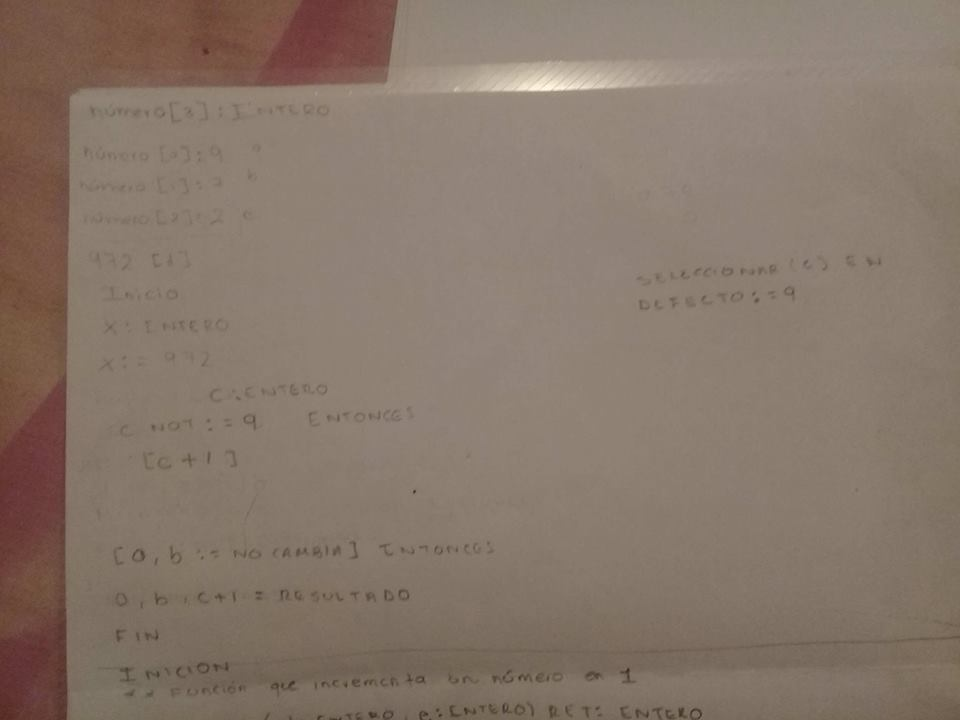 número[3]: ENTERO
número [0]: 9 a
número [1]: 7 b
número [2]: 2 c
972 [1]
Inicio
X: ENTERO
X:= 972
C: ENTERO
C NOT := 9 ENTONCES
[C + 1]
SELECCIONAR (C) EN
DEFECTO := 9
[a, b := NO CAMBIA] ENTONCES
a, b, c+1 = RESULTADO
FIN
INICION
** Función que incrementa un número en 1
ENTERO, e: ENTERO) RET: ENTERO